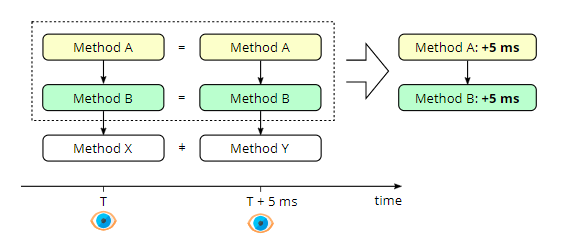 Method A = Method A
Method A: +5 ms
Method B = Method B
Method B: +5 ms
Method X ≠ Method Y
T
T + 5 ms
time